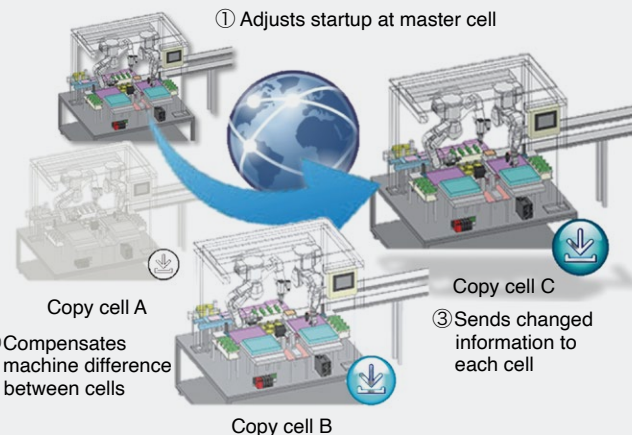 ① Adjusts startup at master cell
Copy cell A
Compensates
machine difference
between cells
Copy cell B
Copy cell C
③Sends changed
information to
each cell